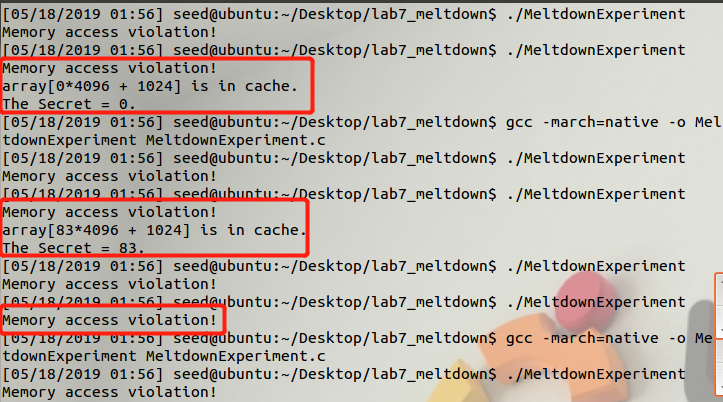 [05/18/2019 01:56] seed@ubuntu:~/Desktop/lab7_meltdown$ ./MeltdownExperiment
Memory access violation!
[05/18/2019 01:56] seed@ubuntu:~/Desktop/lab7_meltdown$ ./MeltdownExperiment
Memory access violation!
array[0*4096 + 1024] is in cache.
The Secret = 0.
[05/18/2019 01:56] seed@ubuntu:~/Desktop/lab7_meltdown$ gcc -march=native -o Mel
tdownExperiment MeltdownExperiment.c
[05/18/2019 01:56] seed@ubuntu:~/Desktop/lab7_meltdown$ ./MeltdownExperiment
Memory access violation!
[05/18/2019 01:56] seed@ubuntu:~/Desktop/lab7_meltdown$ ./MeltdownExperiment
Memory access violation!
array[83*4096 + 1024] is in cache.
The Secret = 83.
[05/18/2019 01:56] seed@ubuntu:~/Desktop/lab7_meltdown$ ./MeltdownExperiment
Memory access violation!
[05/18/2019 01:56] seed@ubuntu:~/Desktop/lab7_meltdown$ ./MeltdownExperiment
Memory access violation!
[05/18/2019 01:56] seed@ubuntu:~/Desktop/lab7_meltdown$ gcc -march=native -o Mel
tdownExperiment MeltdownExperiment.c
[05/18/2019 01:56] seed@ubuntu:~/Desktop/lab7_meltdown$ ./MeltdownExperiment
Memory access violation!